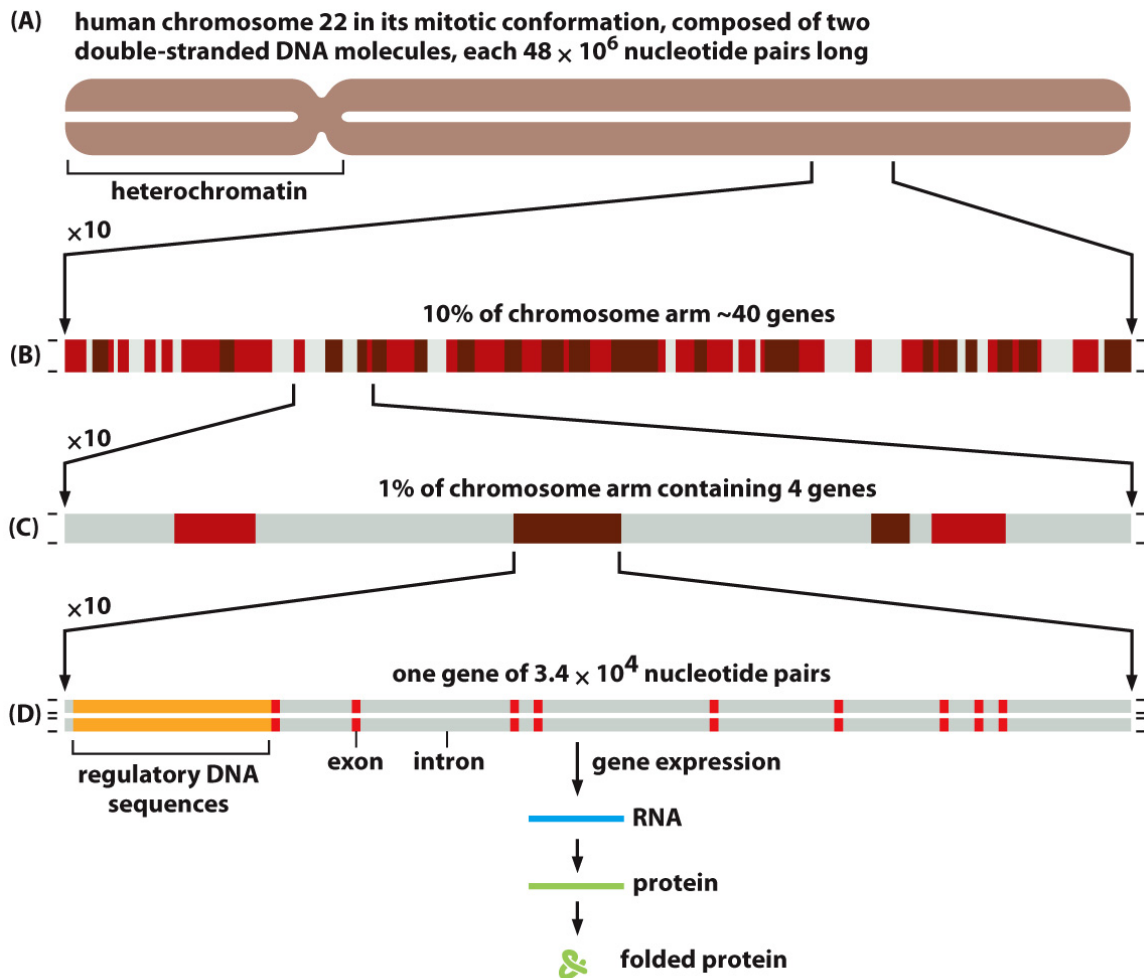 (A) human chromosome 22 in its mitotic conformation, composed of two
double-stranded DNA molecules, each 48 × 10⁶ nucleotide pairs long
heterochromatin
×10
10% of chromosome arm ~40 genes
(B)
×10
1% of chromosome arm containing 4 genes
(C)
×10
one gene of 3.4 × 10⁴ nucleotide pairs
(D)
regulatory DNA
sequences
exon
intron
gene expression
RNA
protein
folded protein